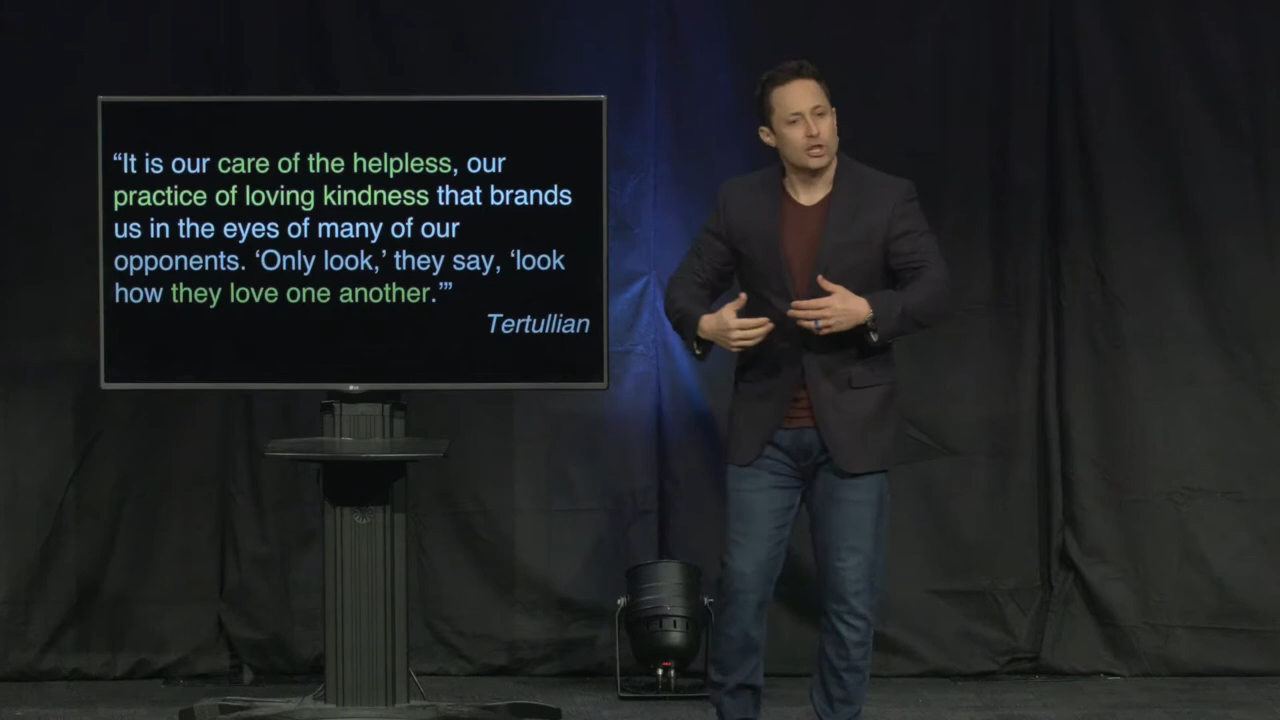 “It is our care of the helpless, our
practice of loving kindness that brands
us in the eyes of many of our
opponents. ‘Only look,’ they say, ‘look
how they love one another.’”
Tertullian
LG